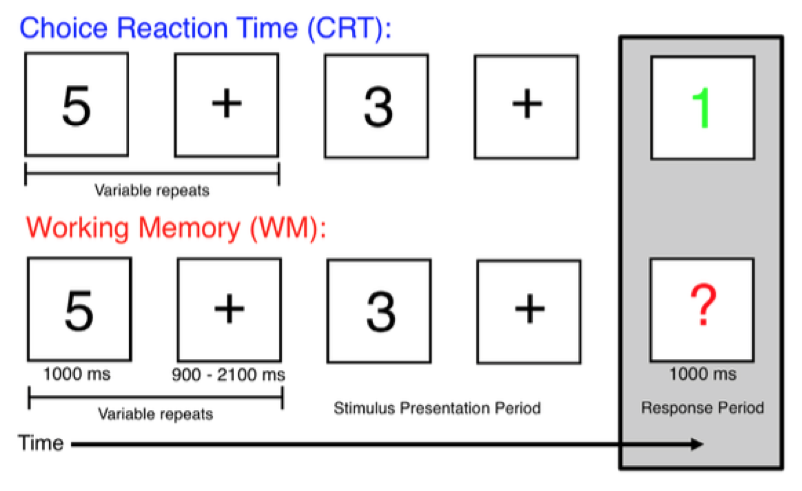 Choice Reaction Time (CRT):
5 + 3 + 1
Variable repeats
Working Memory (WM):
5 + 3 + ?
1000 ms 900 - 2100 ms 1000 ms
Variable repeats Stimulus Presentation Period Response Period
Time